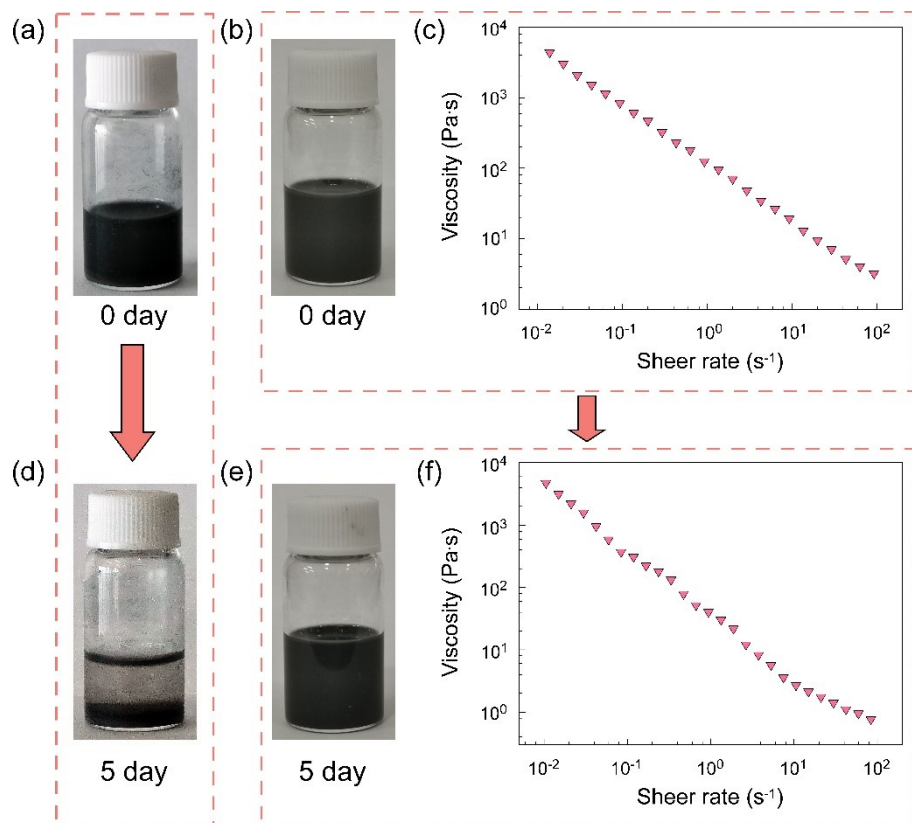 (a)
0 day
(b)
0 day
(c)
Viscosity (Pa·s)
10⁴
10³
10²
10¹
10⁰
10⁻² 10⁻¹ 10⁰ 10¹ 10²
Sheer rate (s⁻¹)
(d)
5 day
(e)
5 day
(f)
Viscosity (Pa·s)
10⁴
10³
10²
10¹
10⁰
10⁻² 10⁻¹ 10⁰ 10¹ 10²
Sheer rate (s⁻¹)